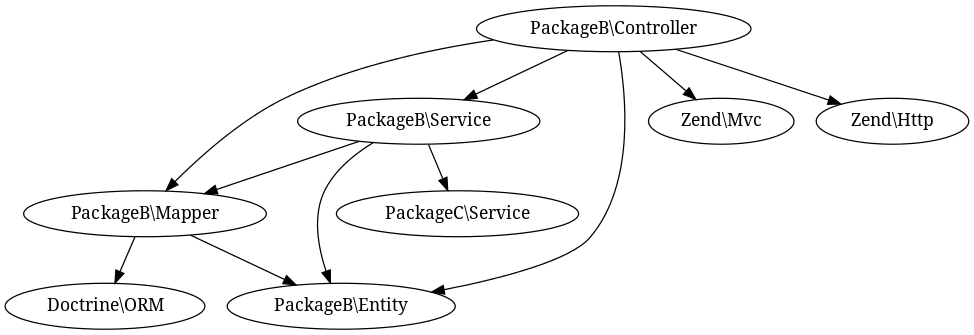 PackageB\Controller
PackageB\Service
Zend\Mvc
Zend\Http
PackageB\Mapper
PackageC\Service
Doctrine\ORM
PackageB\Entity